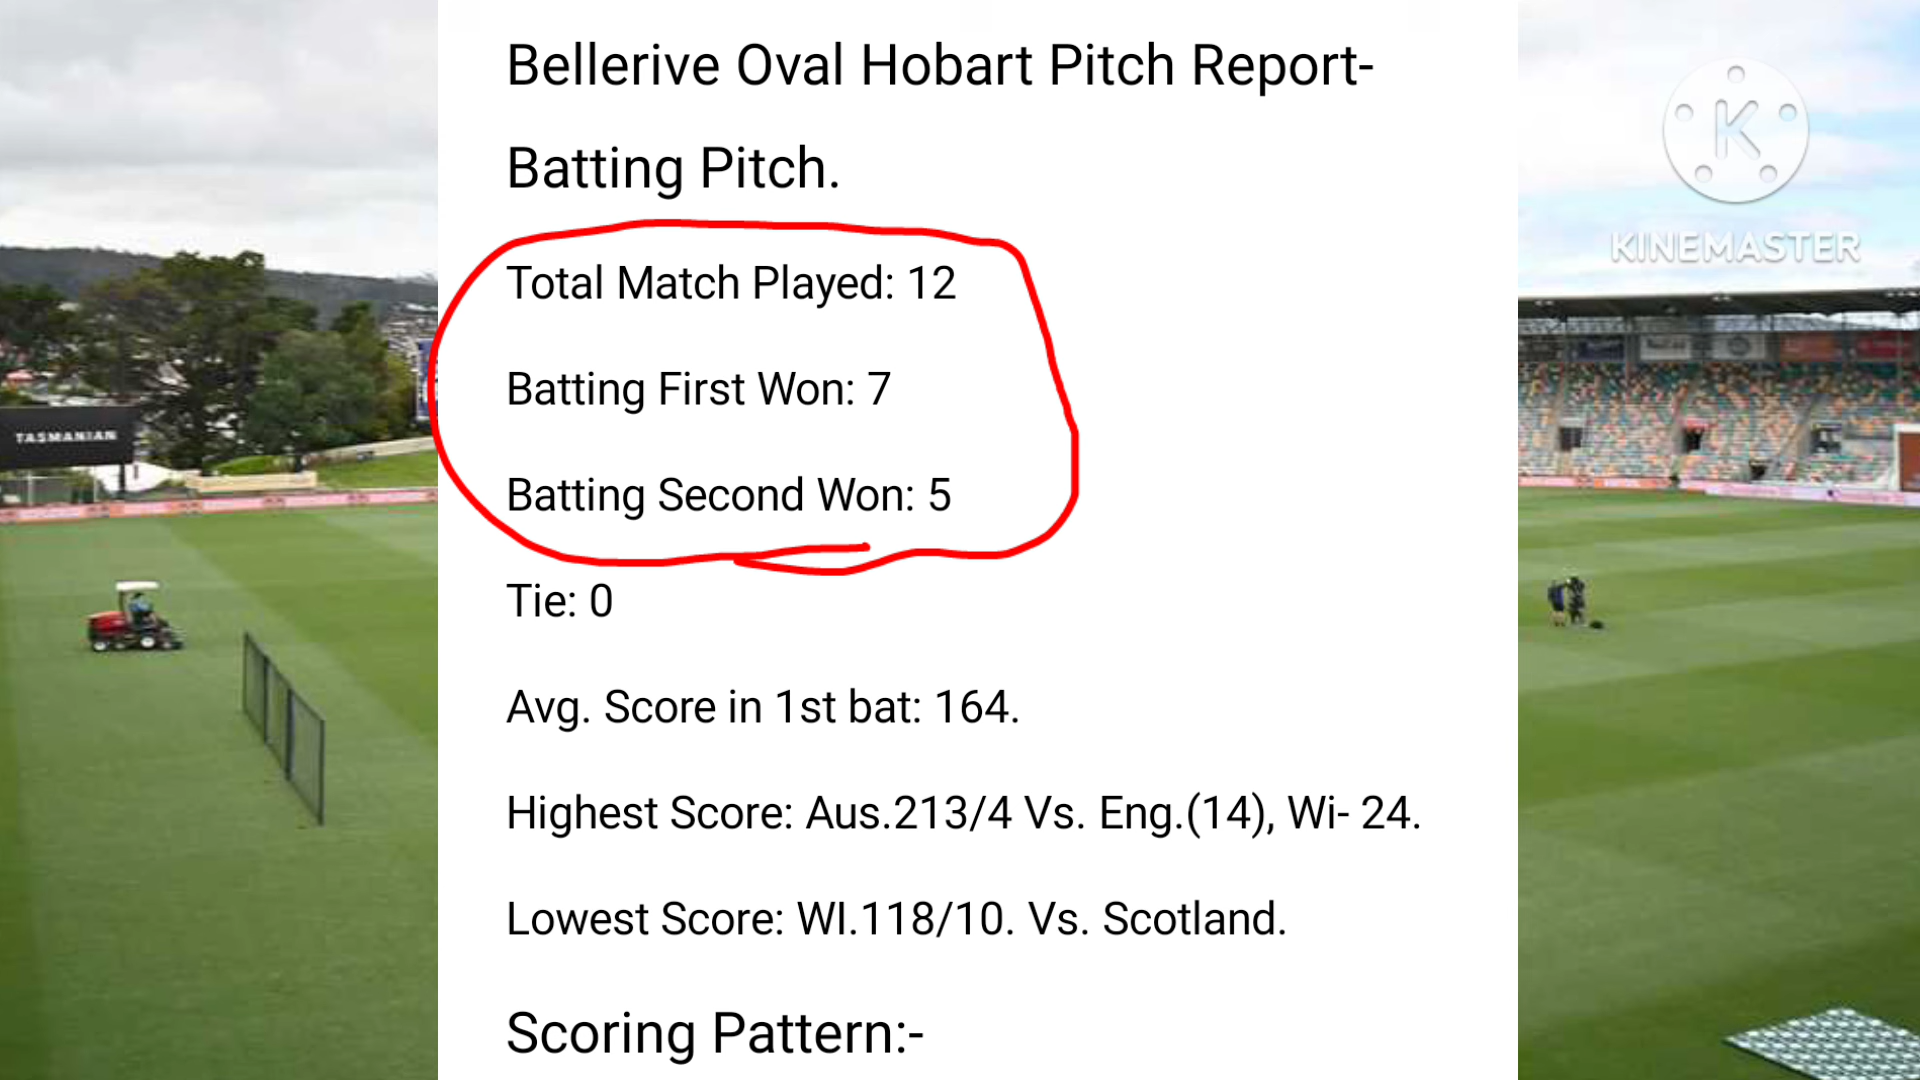 Bellerive Oval Hobart Pitch Report-
Batting Pitch.
Total Match Played: 12
Batting First Won: 7
Batting Second Won: 5
Tie: 0
Avg. Score in 1st bat: 164.
Highest Score: Aus.213/4 Vs. Eng.(14), Wi- 24.
Lowest Score: WI.118/10. Vs. Scotland.
Scoring Pattern:-
TASMANIAN
K
KINEMASTER